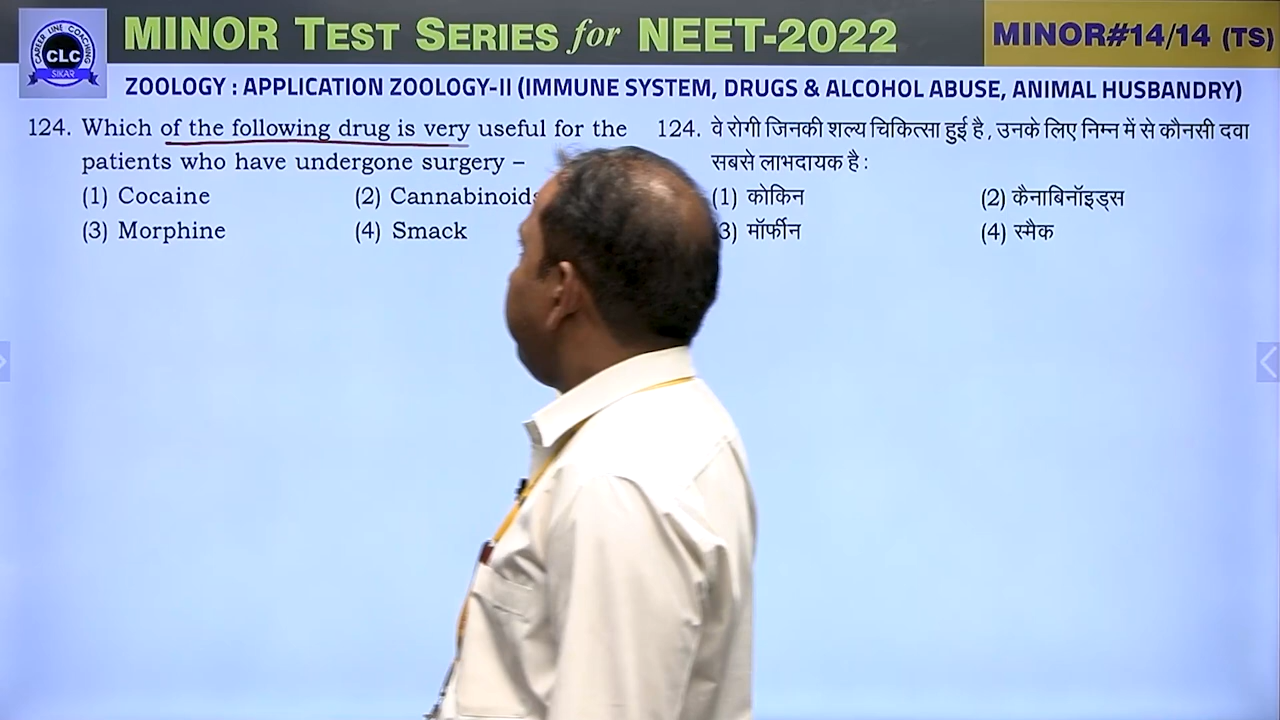 CAREER LINE COACHING
CLC
SIKAR
MINOR TEST SERIES for NEET-2022
MINOR#14/14 (TS)
ZOOLOGY : APPLICATION ZOOLOGY-II (IMMUNE SYSTEM, DRUGS & ALCOHOL ABUSE, ANIMAL HUSBANDRY)
124. Which of the following drug is very useful for the
patients who have undergone surgery –
(1) Cocaine (2) Cannabinoids
(3) Morphine (4) Smack
124. वे रोगी जिनकी शल्य चिकित्सा हुई है , उनके लिए निम्न में से कौनसी दवा
सबसे लाभदायक है :
(1) कोकिन (2) कैनाबिनॉइड्स
3) मॉर्फीन (4) स्मैक